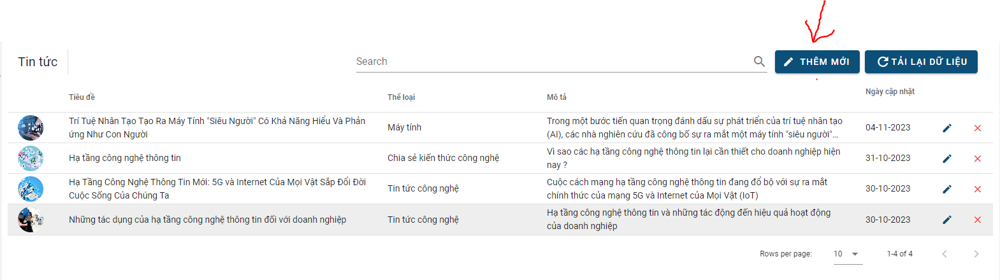 Tin tức
Search
THÊM MỚI
TẢI LẠI DỮ LIỆU
Tiêu đề
Thể loại
Mô tả
Ngày cập nhật
Trí Tuệ Nhân Tạo Tạo Ra Máy Tính "Siêu Người" Có Khả Năng Hiểu Và Phản
ứng Như Con Người
Máy tính
Trong một bước tiến quan trọng đánh dấu sự phát triển của trí tuệ nhân tạo
(AI), các nhà nghiên cứu đã công bố sự ra mắt một máy tính "siêu người"...
04-11-2023
Hạ tầng công nghệ thông tin
Chia sẻ kiến thức công nghệ
Vì sao các hạ tầng công nghệ thông tin lại cần thiết cho doanh nghiệp hiện
nay ?
31-10-2023
Hạ Tầng Công Nghệ Thông Tin Mới: 5G và Internet Của Mọi Vật Sắp Đổi Đời
Cuộc Sống Của Chúng Ta
Tin tức công nghệ
Cuộc cách mạng hạ tầng công nghệ thông tin đang đổ bộ với sự ra mắt
chính thức của mạng 5G và Internet của Mọi Vật (IoT)
30-10-2023
Những tác dụng của hạ tầng công nghệ thông tin đối với doanh nghiệp
Tin tức công nghệ
Hạ tầng công nghệ thông tin và những tác động đến hiệu quả hoạt động
của doanh nghiệp
30-10-2023
Rows per page:
10
1-4 of 4